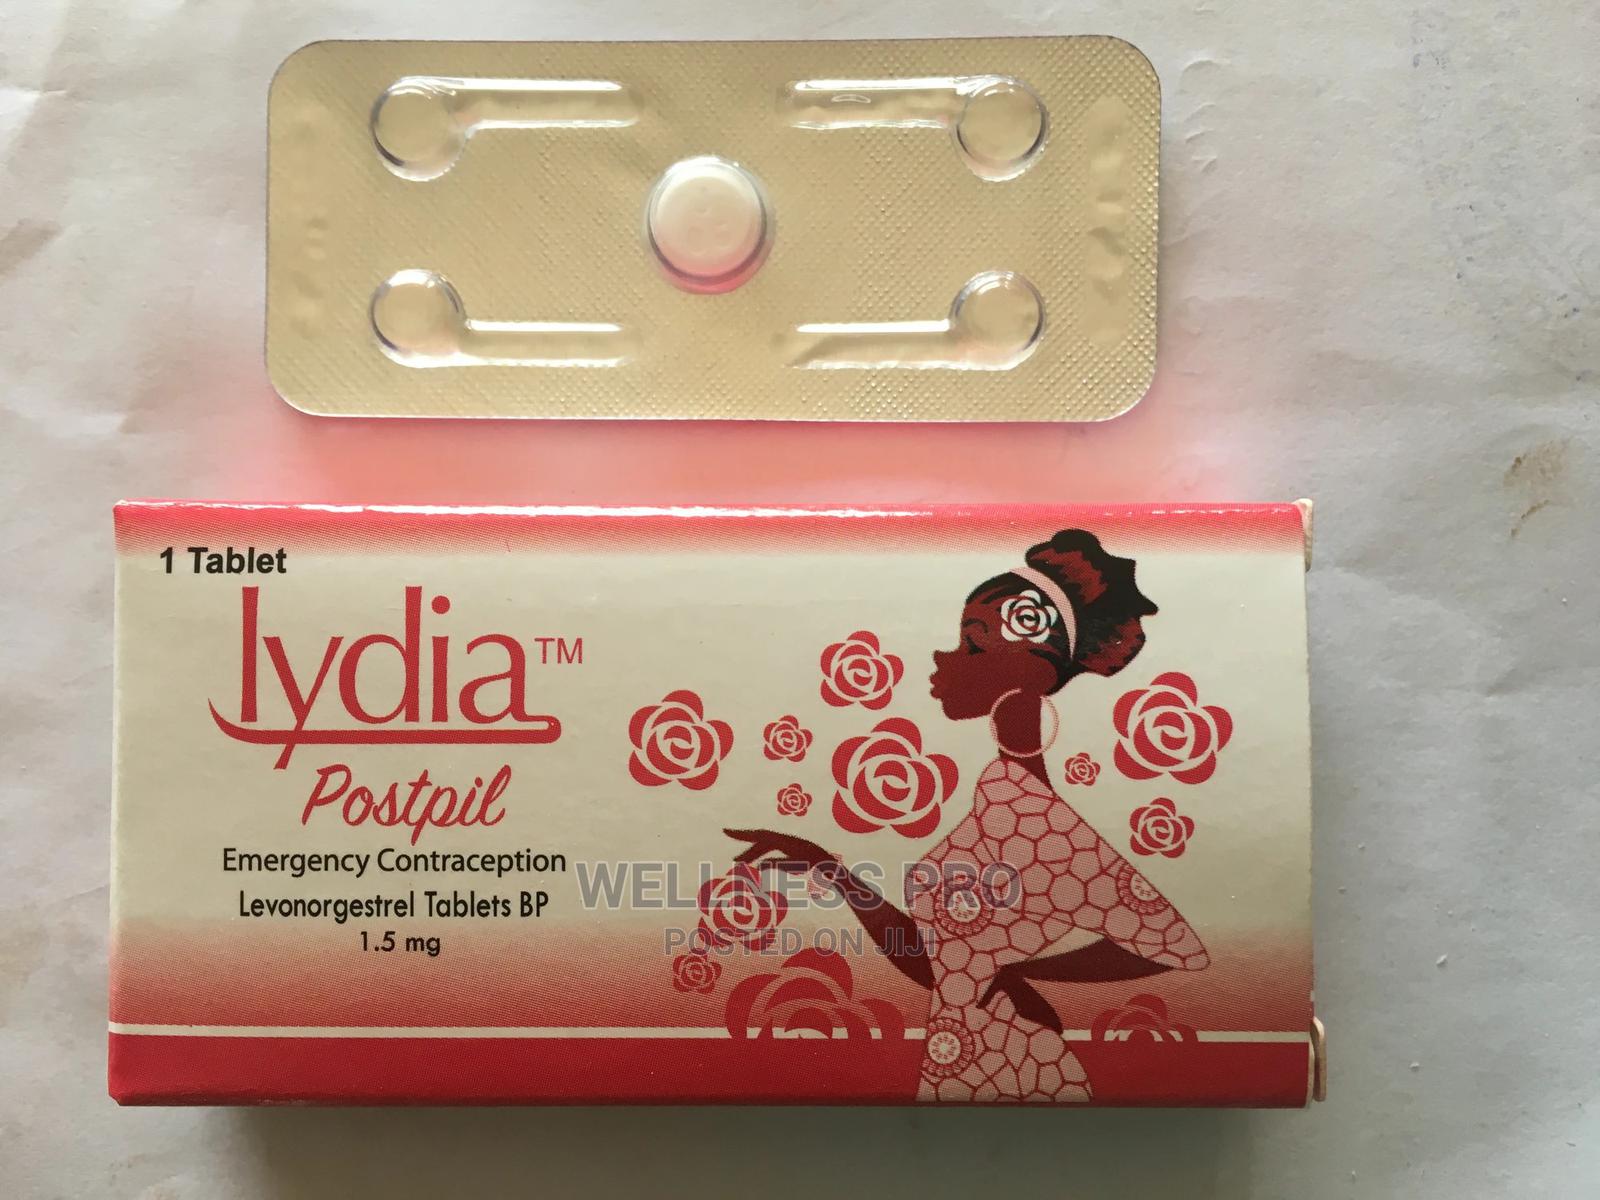 1 Tablet
lydia™
Postpil
Emergency Contraception
Levonorgestrel Tablets BP
1.5 mg
WELLNESS PRO
POSTED ON JIJI